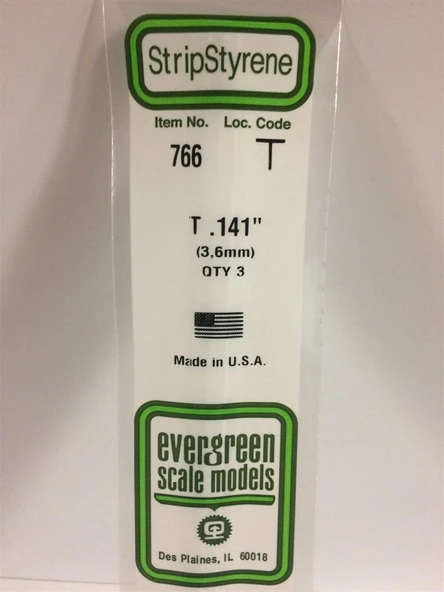 StripStyrene
Item No. Loc. Code
766 T
T .141"
(3,6mm)
QTY 3
Made in U.S.A.
evergreen
scale models
Des Plaines, IL 60018